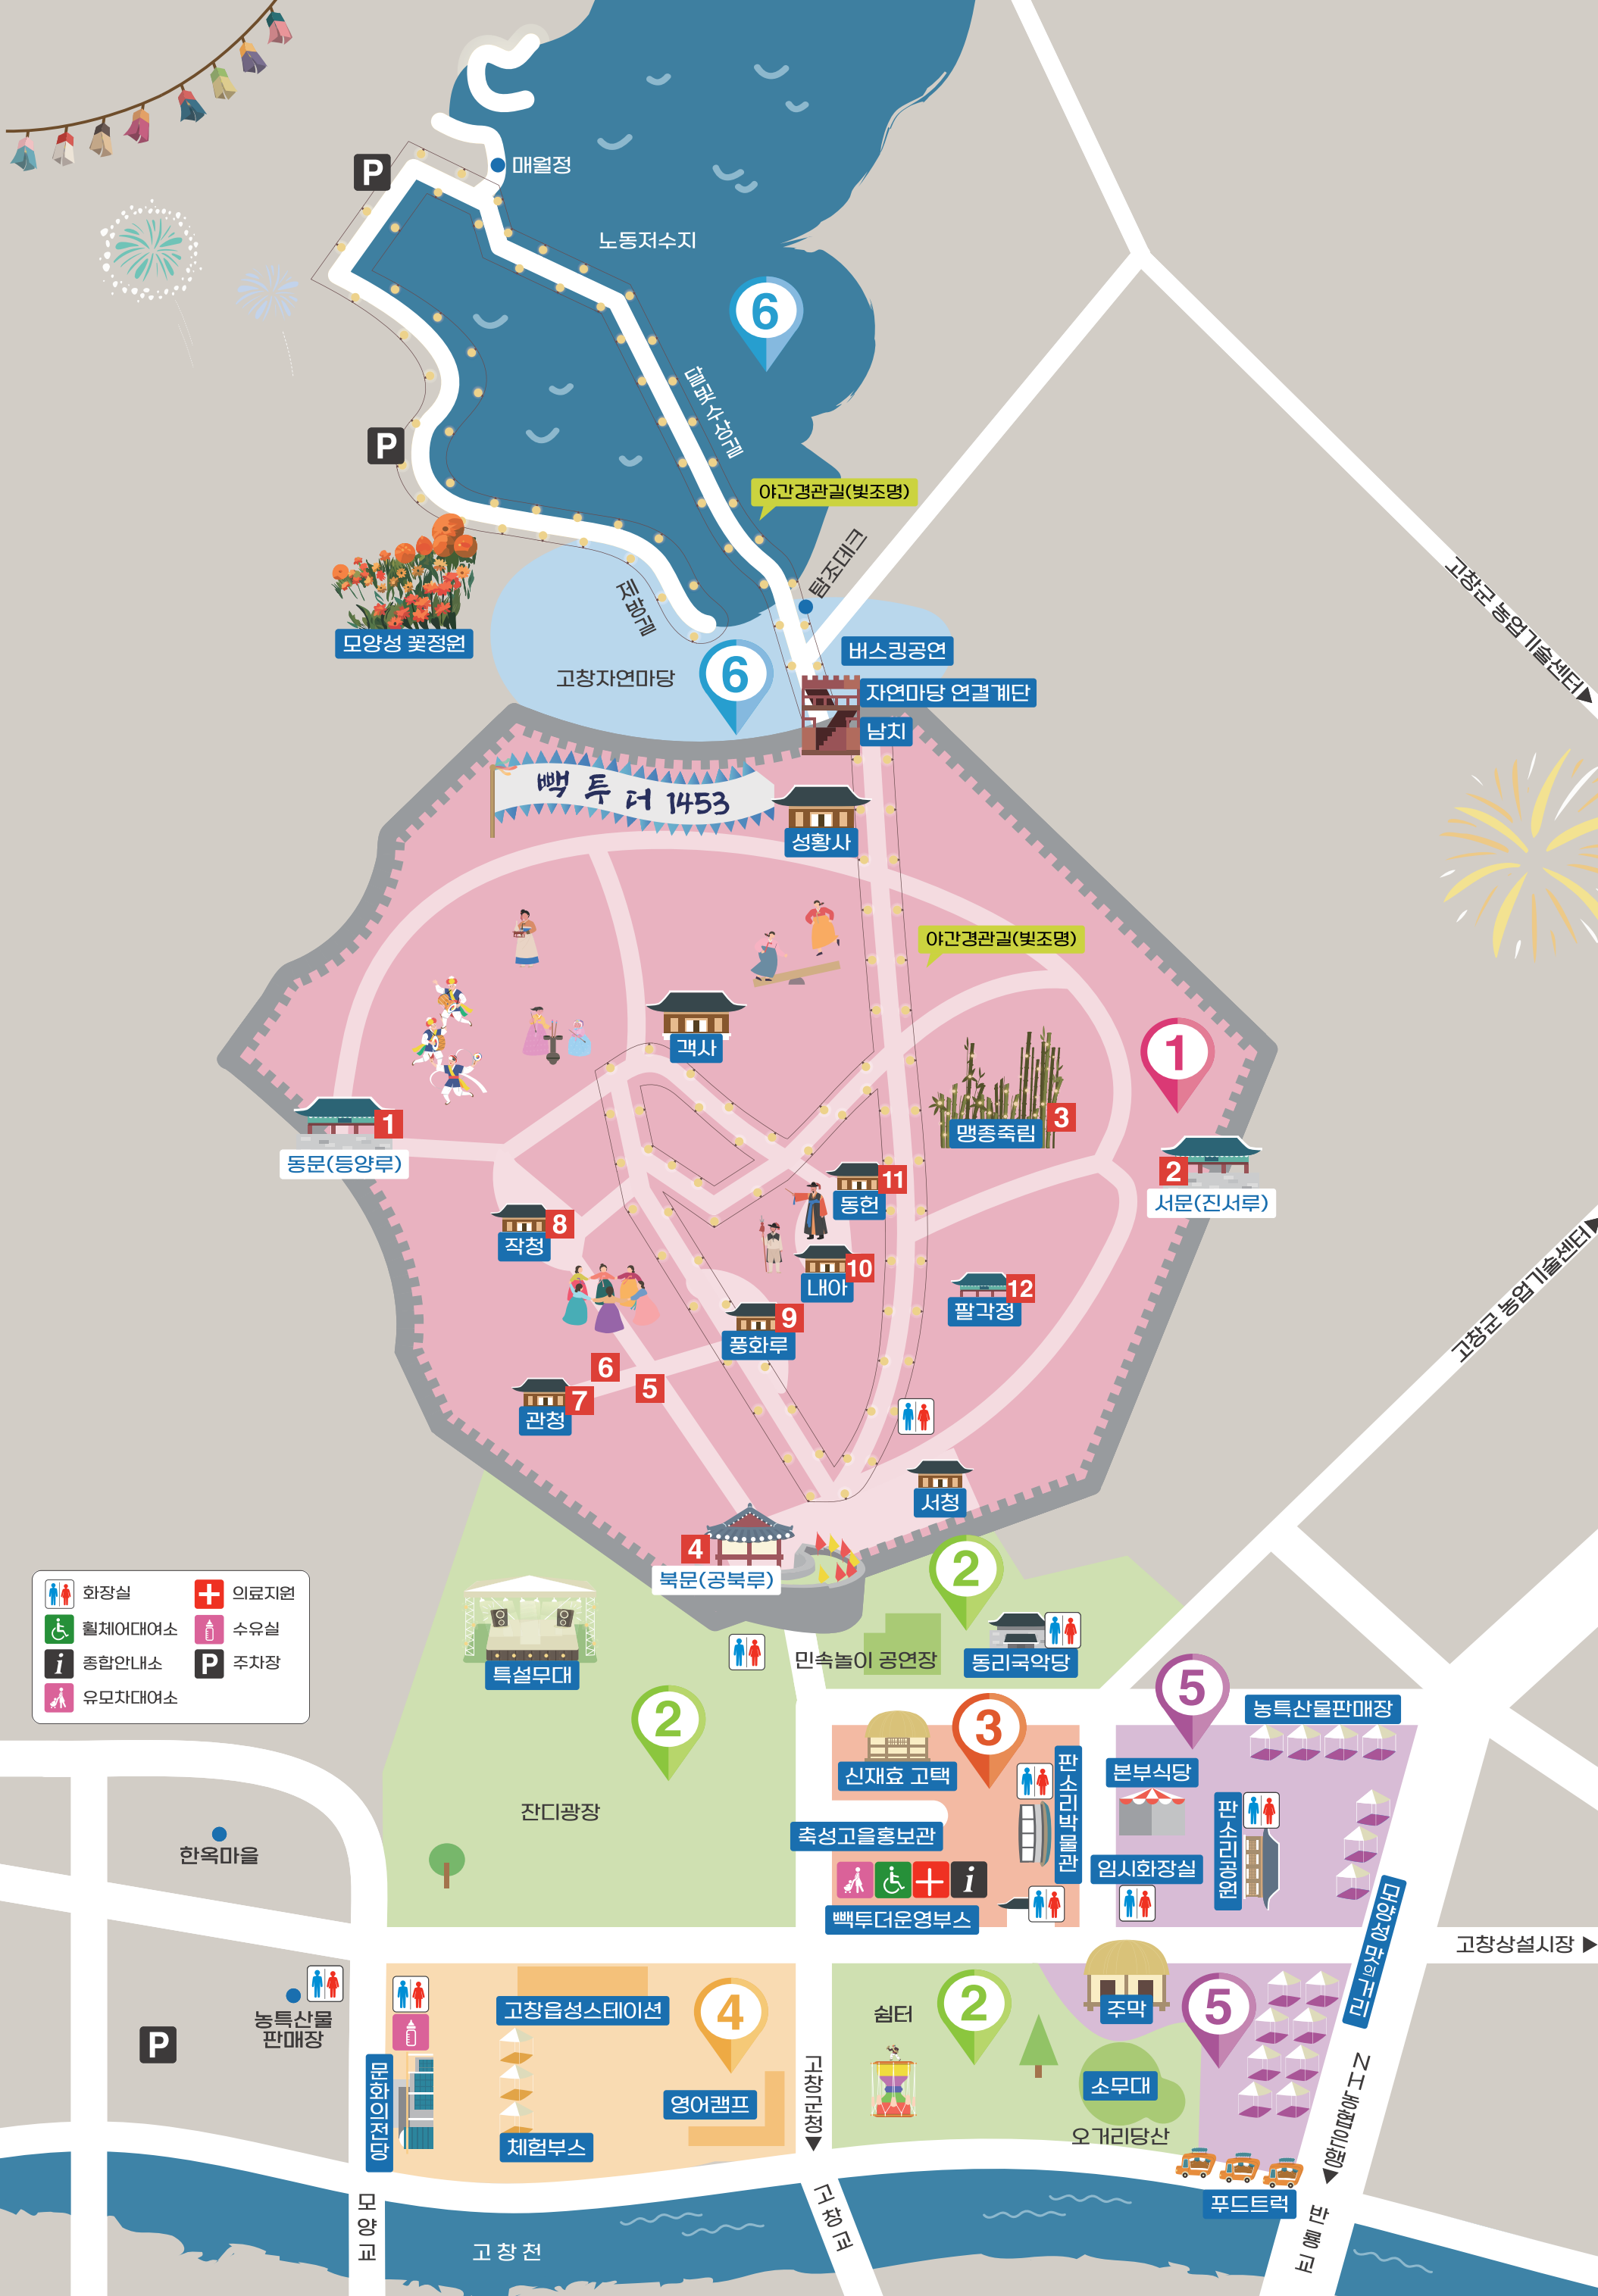 P
매월정
노동저수지
6
달빛수상길
P
야간경관길(빛조명)
탐조데크
고창군 농업기술센터▶
제방길
모양성 꽃정원
고창자연마당
6
버스킹공연
자연마당 연결계단
남치
백투더1453
성황사
야간경관길(빛조명)
객사
1
맹종죽림
3
1
동문(등양루)
2
서문(진서루)
동헌
11
작청
8
내아
10
팔각정
12
풍화루
9
고창군 농업기술센터▶
6
5
관청
7
서청
4
북문(공북루)
2
화장실
의료지원
휠체어대여소
수유실
i 종합안내소
P 주차장
유모차대여소
특설무대
민속놀이 공연장
동리국악당
2
5
농특산물판매장
3
신재효 고택
판소리박물관
본부식당
판소리공원
잔디광장
축성고을홍보관
임시화장실
한옥마을
i
빽투더운영부스
모양성 맛의거리
고창상설시장 ▶
농특산물
판매장
P
고창읍성스테이션
4
쉼터
2
주막
5
문화의전당
영어캠프
고창군청▶
소무대
NH농협은행▶
체험부스
오거리당산
푸드트럭
모양교
고창천
고창교
반룡교